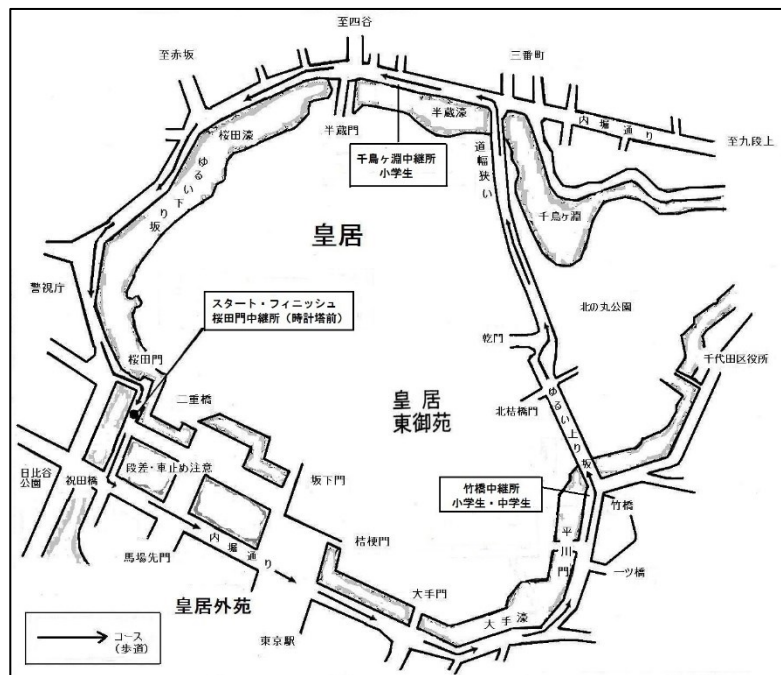 至四谷
至赤坂
三番町
内堀通り
至九段上
半蔵濠
半蔵門
桜田濠
千鳥ヶ淵中継所
小学生
道幅狭い
千鳥ヶ淵
ゆるい下り坂
皇居
北の丸公園
警視庁
スタート・フィニッシュ
桜田門中継所（時計塔前）
乾門
千代田区役所
桜田門
二重橋
北桔橋門
皇居
東御苑
ゆるい上り坂
日比谷
公園
祝田橋
段差・車止め注意
坂下門
竹橋中継所
小学生・中学生
竹橋
馬場先門
内堀通り
桔梗門
平川門
一ツ橋
皇居外苑
大手門
大手濠
東京駅
コース
（歩道）